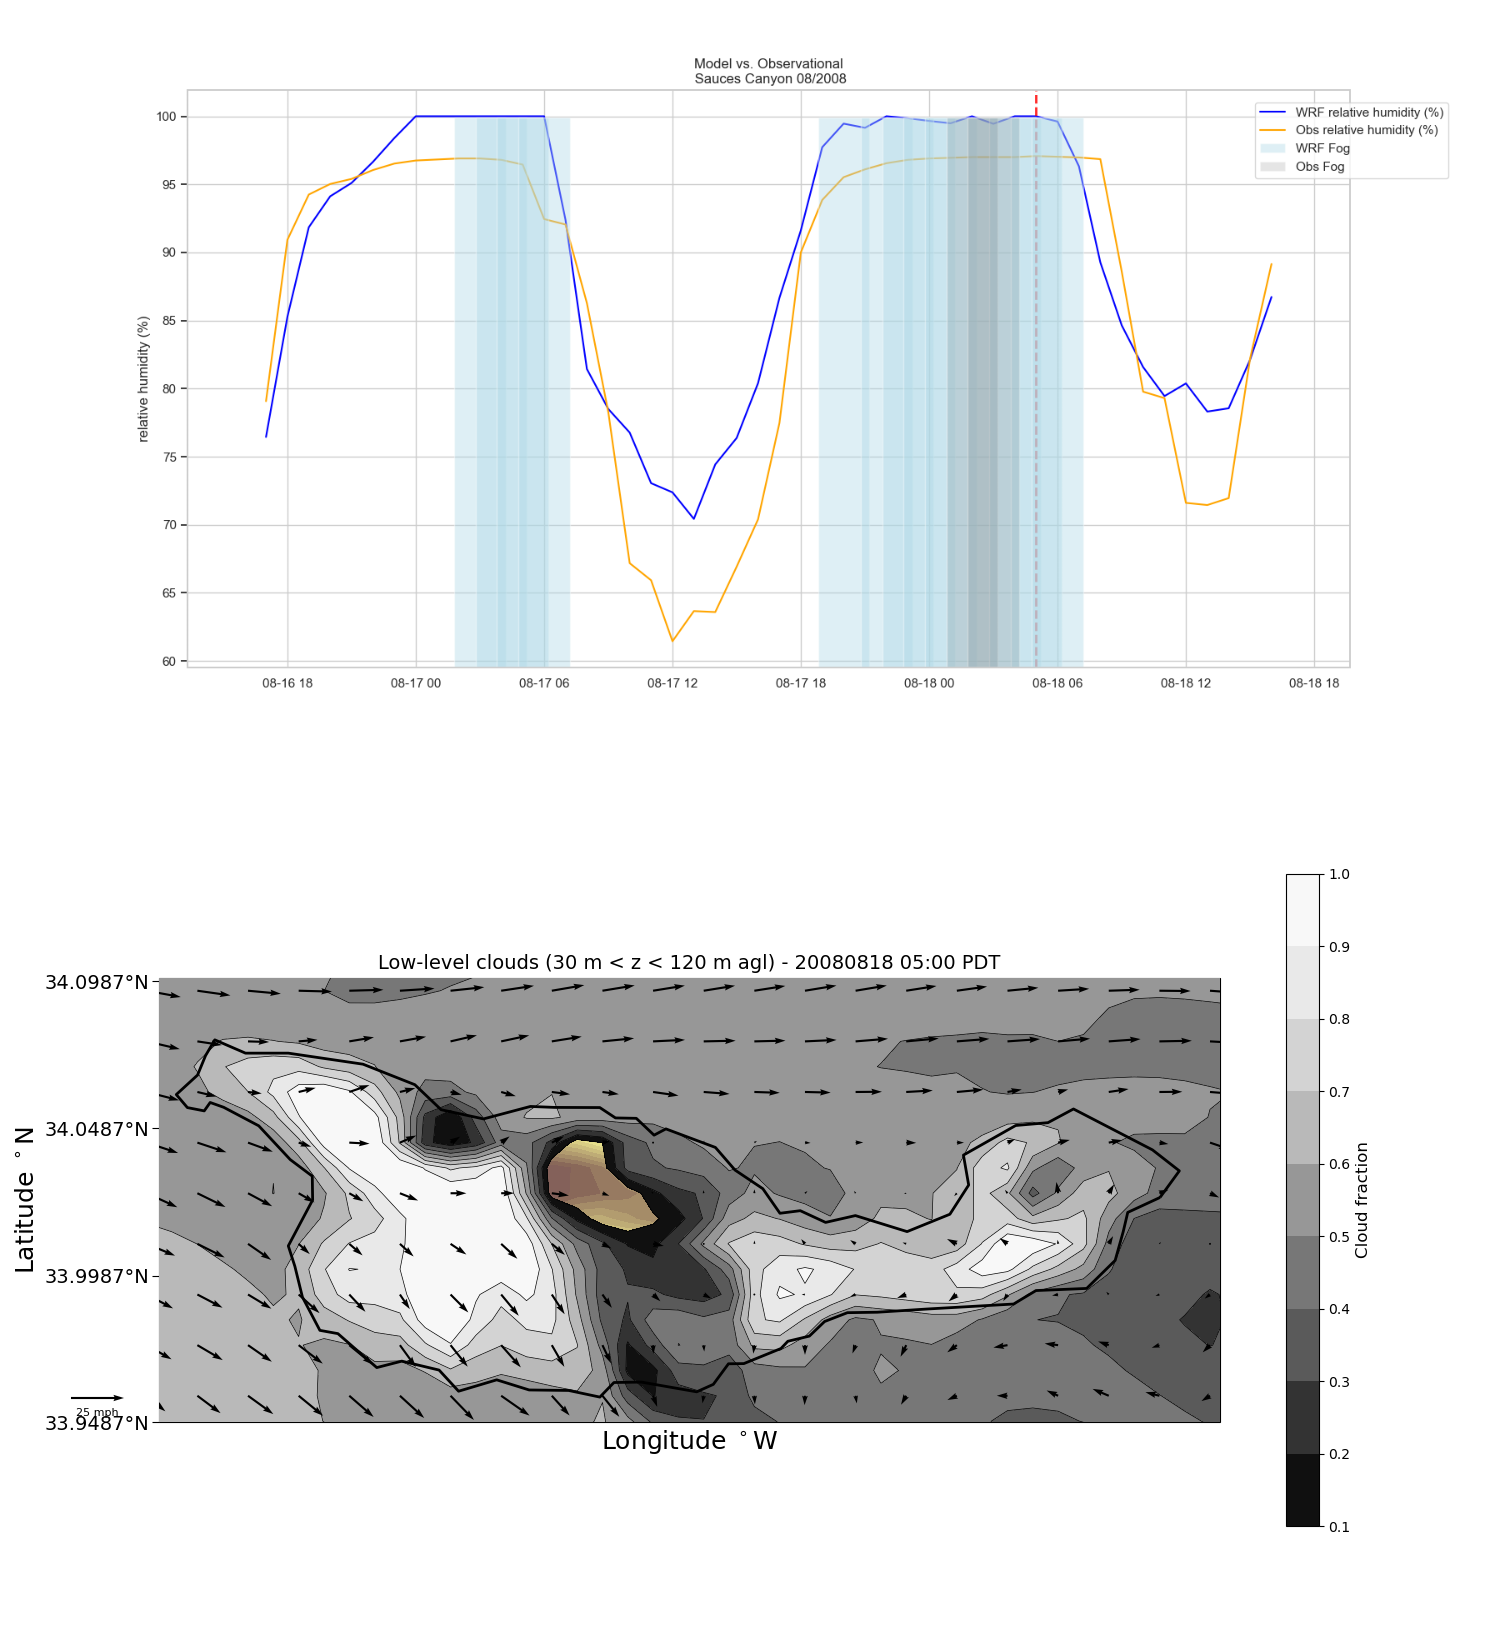 Model vs. Observational
Sauces Canyon 08/2008
100
95
90
85
80
75
70
65
60
relative humidity (%)
WRF relative humidity (%)
Obs relative humidity (%)
WRF Fog
Obs Fog
08-16 18
08-17 00
08-17 06
08-17 12
08-17 18
08-18 00
08-18 06
08-18 12
08-18 18
Low-level clouds (30 m < z < 120 m agl) - 20080818 05:00 PDT
34.0987°N
34.0487°N
33.9987°N
33.9487°N
Latitude °N
25 mph
Longitude °W
1.0
0.9
0.8
0.7
0.6
0.5
0.4
0.3
0.2
0.1
Cloud fraction